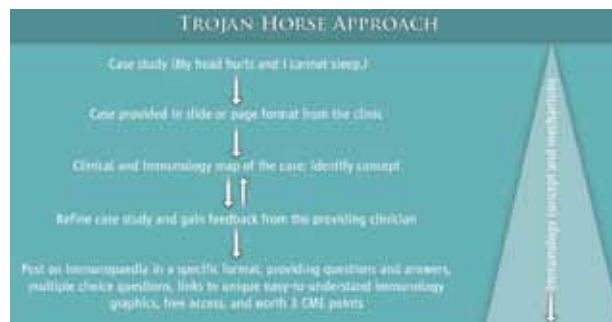 TROJAN HORSE APPROACH
Case study (My head hurts and I cannot sleep.)
Case provided in slide or page format from the clinic
Clinical and Immunology map of the case: identify concept
Refine case study and gain feedback from the providing clinician
Post on Immunopaedia in a specific format, providing questions and answers,
multiple choice questions, links to unique easy-to-understand immunology
graphics, free access, and worth 3 CME points
Immunology concept and mechanisms